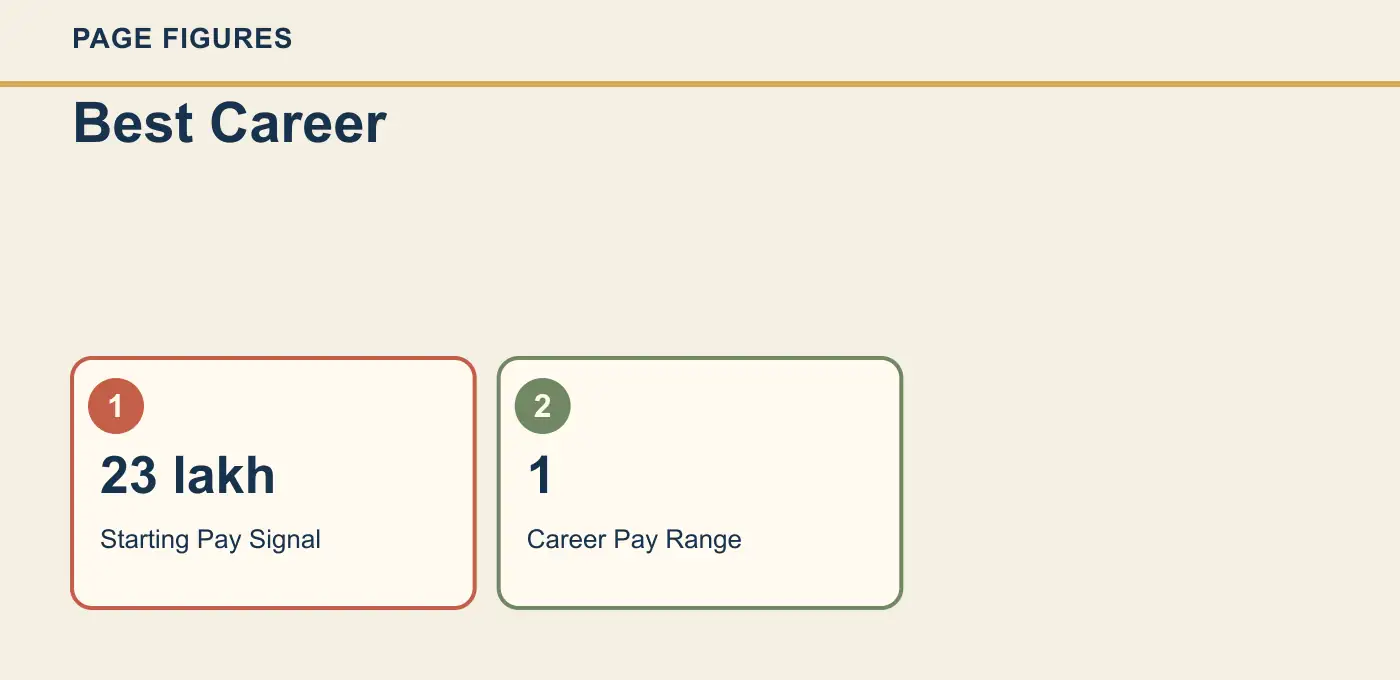 PAGE FIGURES
Best Career
1
23 lakh
Starting Pay Signal
2
1
Career Pay Range